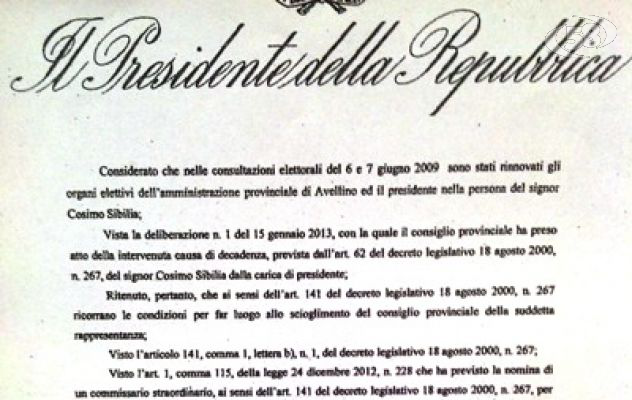 Il Presidente della Repubblica
Considerato che nelle consultazioni elettorali del 6 e 7 giugno 2009 sono stati rinnovati gli
organi elettivi dell'amministrazione provinciale di Avellino ed il presidente nella persona del signor
Cosimo Sibilia;
Vista la deliberazione n. 1 del 15 gennaio 2013, con la quale il consiglio provinciale ha preso
atto della intervenuta causa di decadenza, prevista dall'art. 62 del decreto legislativo 18 agosto 2000,
n. 267, del signor Cosimo Sibilia dalla carica di presidente;
Ritenuto, pertanto, che ai sensi dell'art. 141 del decreto legislativo 18 agosto 2000, n. 267
ricorrano le condizioni per far luogo allo scioglimento del consiglio provinciale della suddetta
rappresentanza;
Visto l'articolo 141, comma 1, lettera b), n. 1, del decreto legislativo 18 agosto 2000, n. 267;
Visto l'art. 1, comma 115, della legge 24 dicembre 2012, n. 228 che ha previsto la nomina di
un commissario straordinario, ai sensi dell'art. 141 del decreto legislativo 18 agosto 2000, n. 267, per